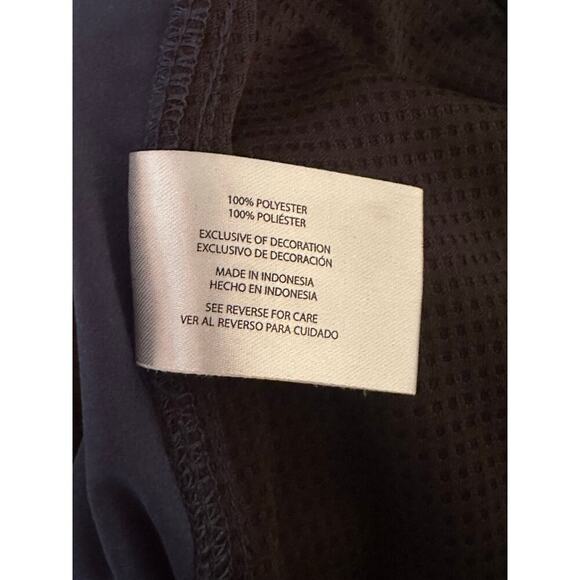 100% POLYESTER
100% POLIÉSTER
EXCLUSIVE OF DECORATION
EXCLUSIVO DE DECORACIÓN
MADE IN INDONESIA
HECHO EN INDONESIA
SEE REVERSE FOR CARE
VER AL REVERSO PARA CUIDADO